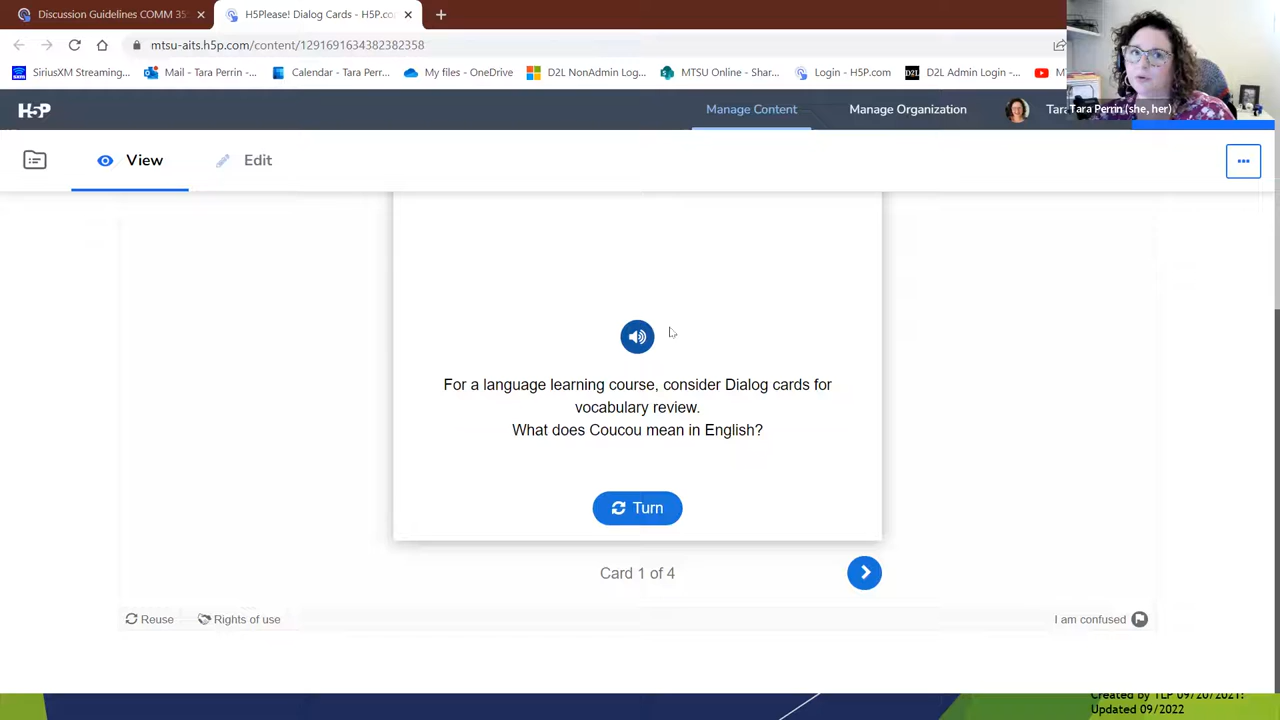 Discussion Guidelines COMM 35
H5Please! Dialog Cards - H5P.co
mtsu-aits.h5p.com/content/1291691634382382358
SiriusXM Streaming...
Mail - Tara Perrin -...
Calendar - Tara Perr...
My files - OneDrive
D2L NonAdmin Log...
MTSU Online - Shar...
Login - H5P.com
D2L
D2L Admin Login -...
H5P
Manage Content
Manage Organization
Tara Perrin (she, her)
View
Edit
For a language learning course, consider Dialog cards for
vocabulary review.
What does Coucou mean in English?
Turn
Card 1 of 4
Reuse
Rights of use
I am confused
Created by TLP 09/20/2021:
Updated 09/2022